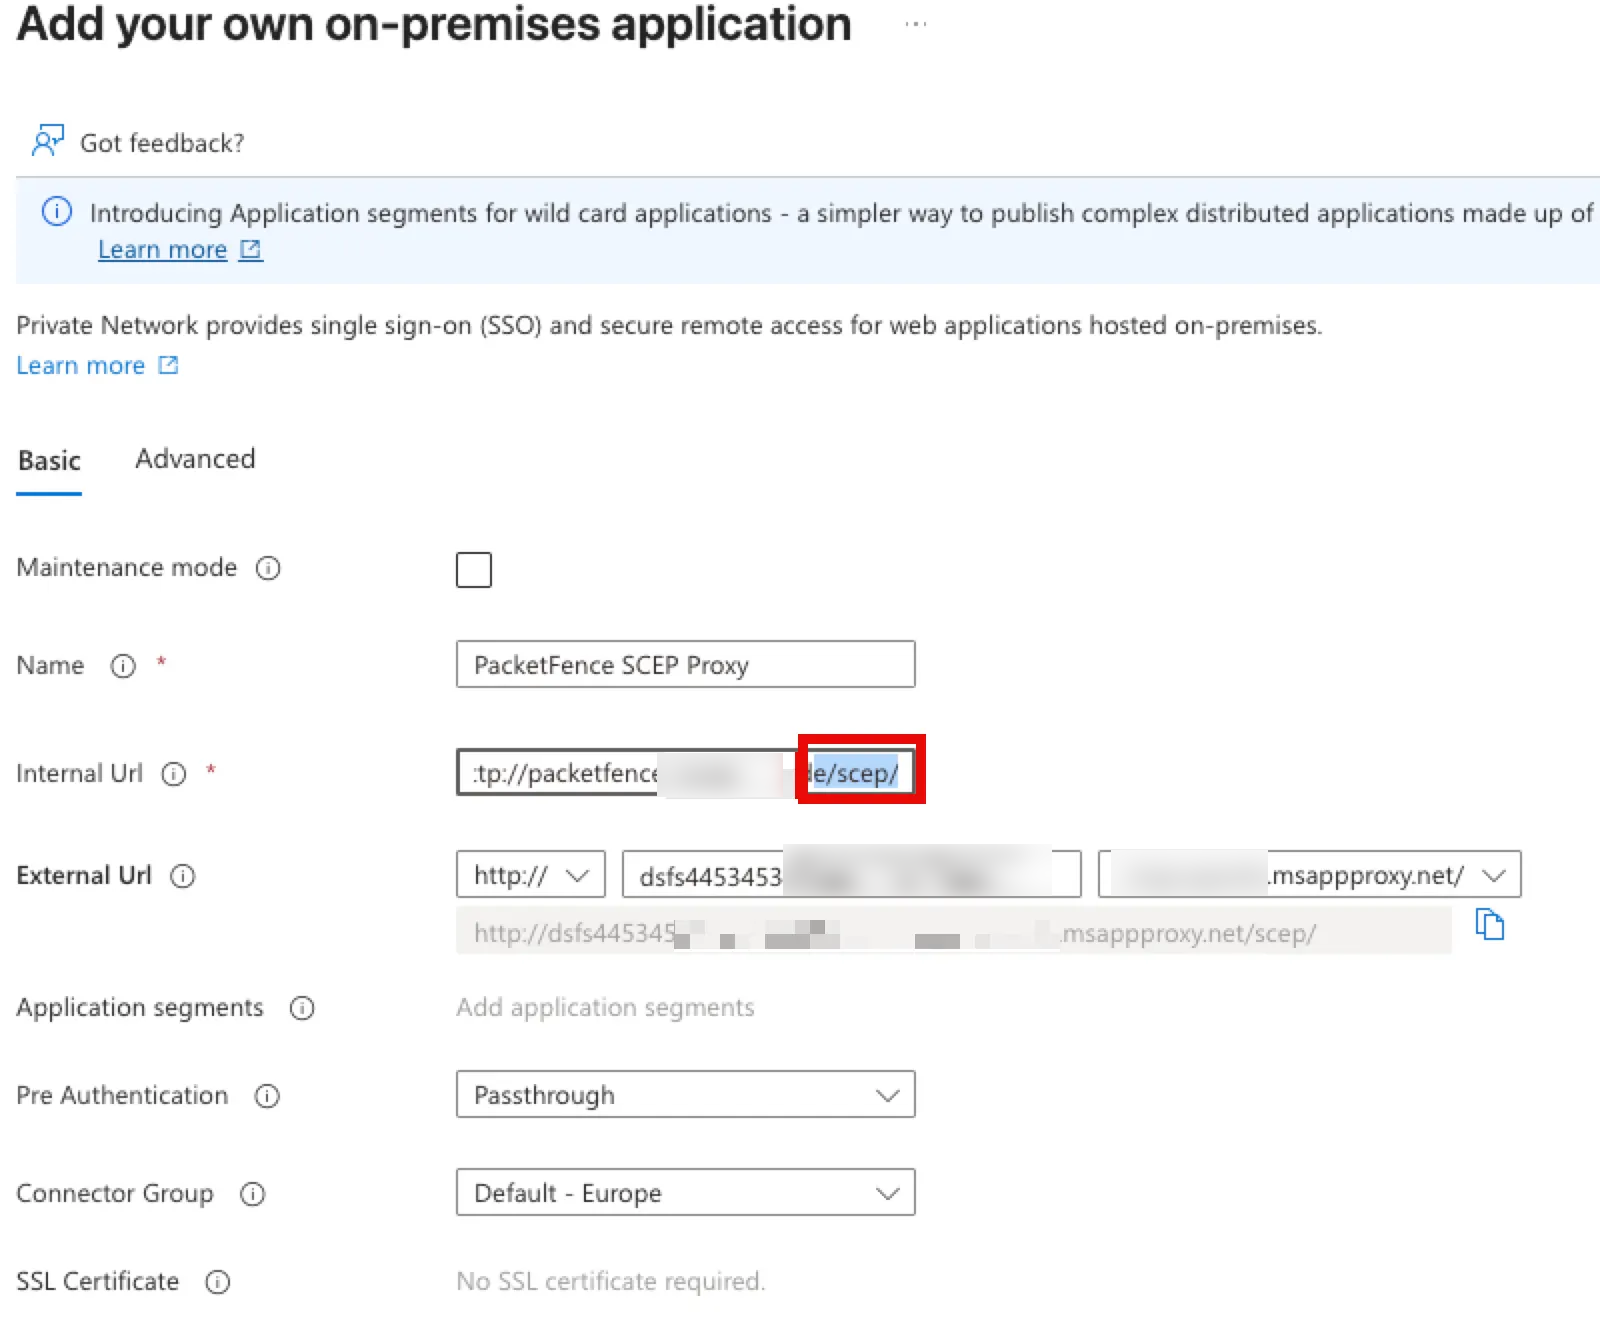 Add your own on-premises application ...
Got feedback?
Introducing Application segments for wild card applications - a simpler way to publish complex distributed applications made up of
Learn more
Private Network provides single sign-on (SSO) and secure remote access for web applications hosted on-premises.
Learn more
Basic Advanced
Maintenance mode
Name * PacketFence SCEP Proxy
Internal Url * :tp://packetfence de/scep/
External Url http:// dsfs4453453 .msappproxy.net/
http://dsfs445345 .msappproxy.net/scep/
Application segments Add application segments
Pre Authentication Passthrough
Connector Group Default - Europe
SSL Certificate No SSL certificate required.